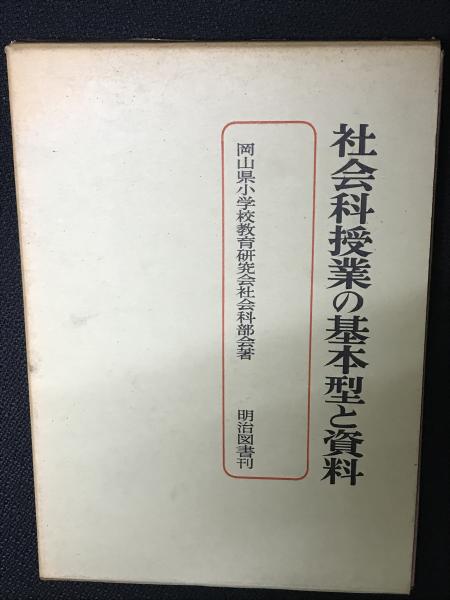 社会科授業の基本型と資料
岡山県小学校教育研究会社会科部会著
明治図書刊